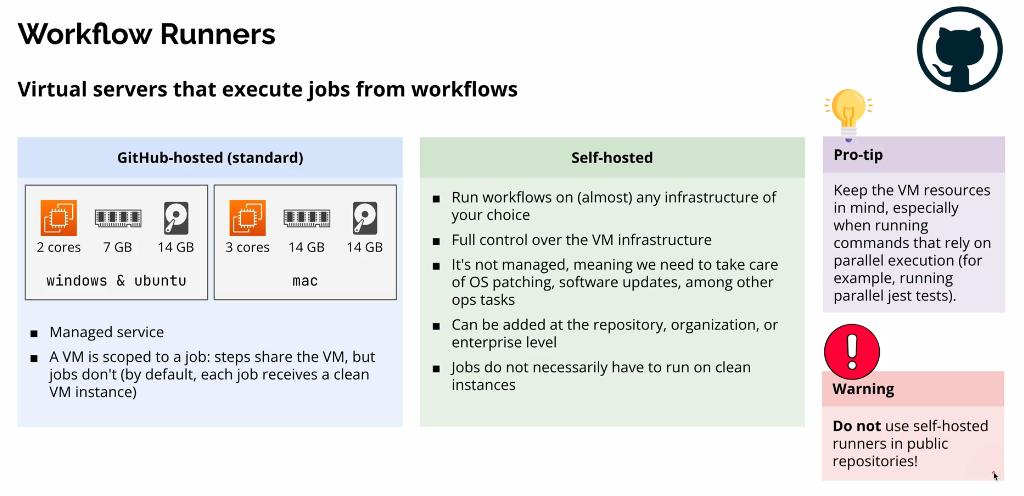 Workflow Runners
Virtual servers that execute jobs from workflows
GitHub-hosted (standard)
2 cores
7 GB
14 GB
windows & ubuntu
3 cores
14 GB
14 GB
mac
▪ Managed service
▪ A VM is scoped to a job: steps share the VM, but
jobs don't (by default, each job receives a clean
VM instance)
Self-hosted
▪ Run workflows on (almost) any infrastructure of
your choice
▪ Full control over the VM infrastructure
▪ It's not managed, meaning we need to take care
of OS patching, software updates, among other
ops tasks
▪ Can be added at the repository, organization, or
enterprise level
▪ Jobs do not necessarily have to run on clean
instances
Pro-tip
Keep the VM resources
in mind, especially
when running
commands that rely on
parallel execution (for
example, running
parallel jest tests).
Warning
Do not use self-hosted
runners in public
repositories!